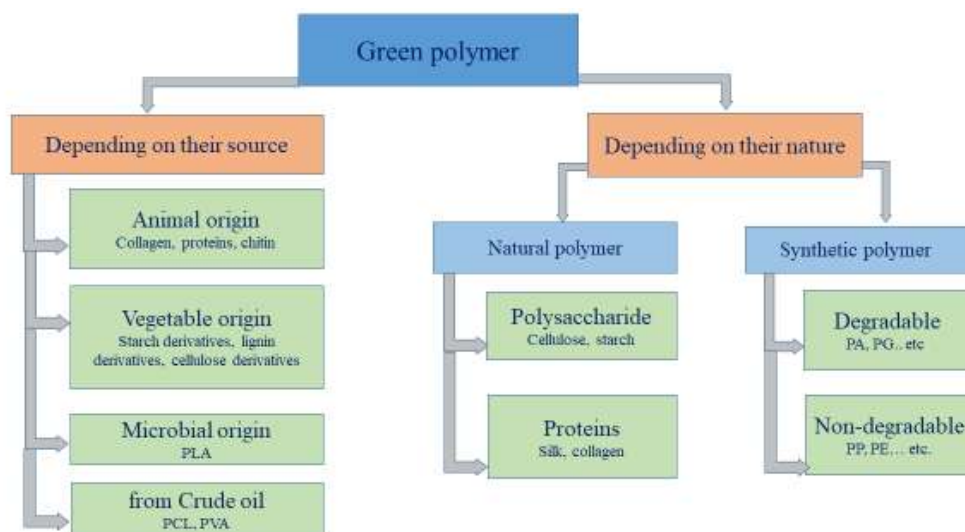 Green polymer
Depending on their source
Animal origin
Collagen, proteins, chitin
Vegetable origin
Starch derivatives, lignin
derivatives, cellulose derivatives
Microbial origin
PLA
from Crude oil
PCL, PVA
Depending on their nature
Natural polymer
Polysaccharide
Cellulose, starch
Proteins
Silk, collagen
Synthetic polymer
Degradable
PA, PG.. etc
Non-degradable
PP, PE,... etc.